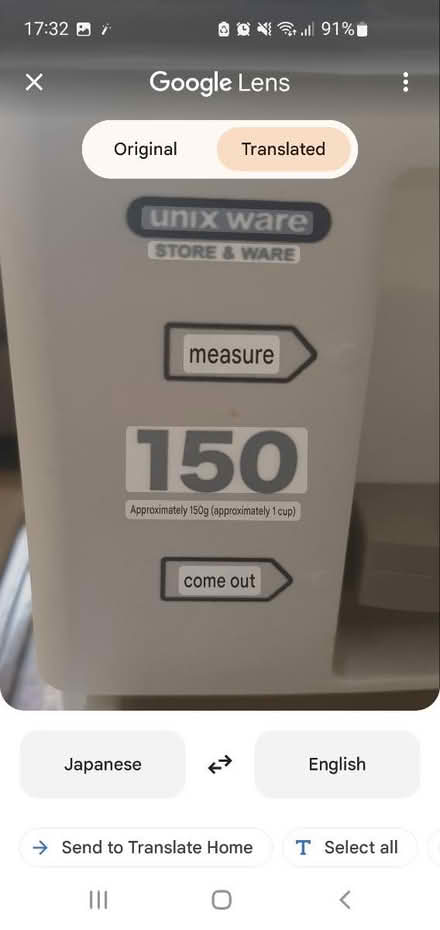 17:32 91%
Google Lens
Original Translated
unix ware
STORE & WARE
measure
150
Approximately 150g (approximately 1 cup)
come out
Japanese English
Send to Translate Home Select all